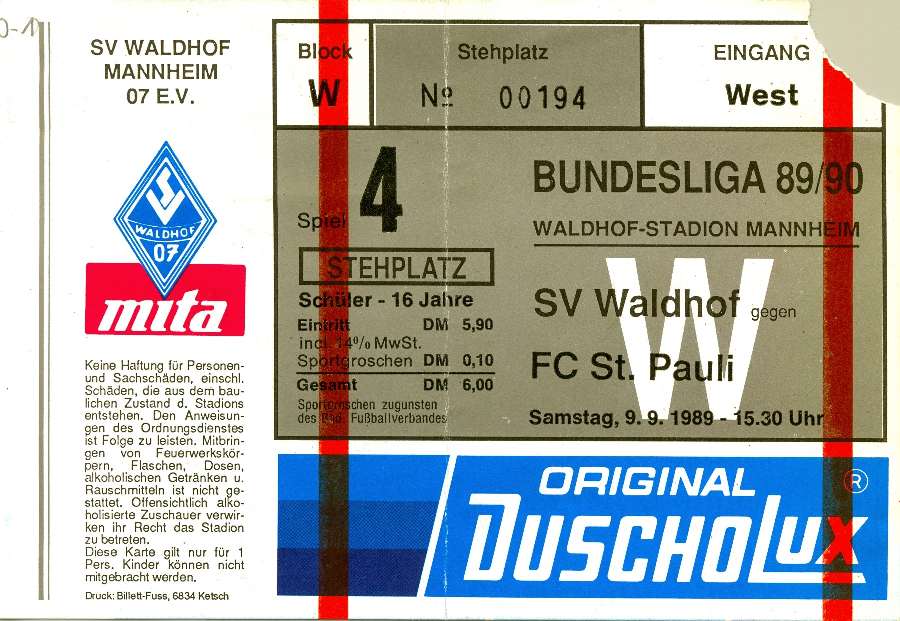 SV WALDHOF
MANNHEIM
07 E.V.
WALDHOF
07
mita
Keine Haftung für Personen-
und Sachschäden, einschl.
Schäden, die aus dem bau-
lichen Zustand d. Stadions
entstehen. Den Anweisun-
gen des Ordnungsdienstes
ist Folge zu leisten. Mitbrin-
gen von Feuerwerkskör-
pern, Flaschen, Dosen,
alkoholischen Getränken u.
Rauschmitteln ist nicht ge-
stattet. Offensichtlich alko-
holisierte Zuschauer verwir-
ken ihr Recht das Stadion
zu betreten.
Diese Karte gilt nur für 1
Pers. Kinder können nicht
mitgebracht werden.
Druck: Billett-Fuss, 6834 Ketsch
Block
W
Stehplatz
Nº 00194
EINGANG
West
Spiel 4
STEHPLATZ
Schüler - 16 Jahre
Eintritt DM 5,90
incl. 14% MwSt.
Sportgroschen DM 0,10
Gesamt DM 6,00
Sportgroschen zugunsten
des Bad. Fußballverbandes
BUNDESLIGA 89/90
WALDHOF-STADION MANNHEIM
W
SV Waldhof gegen
FC St. Pauli
Samstag, 9. 9. 1989 - 15.30 Uhr
ORIGINAL ®
DUSCHOLUX